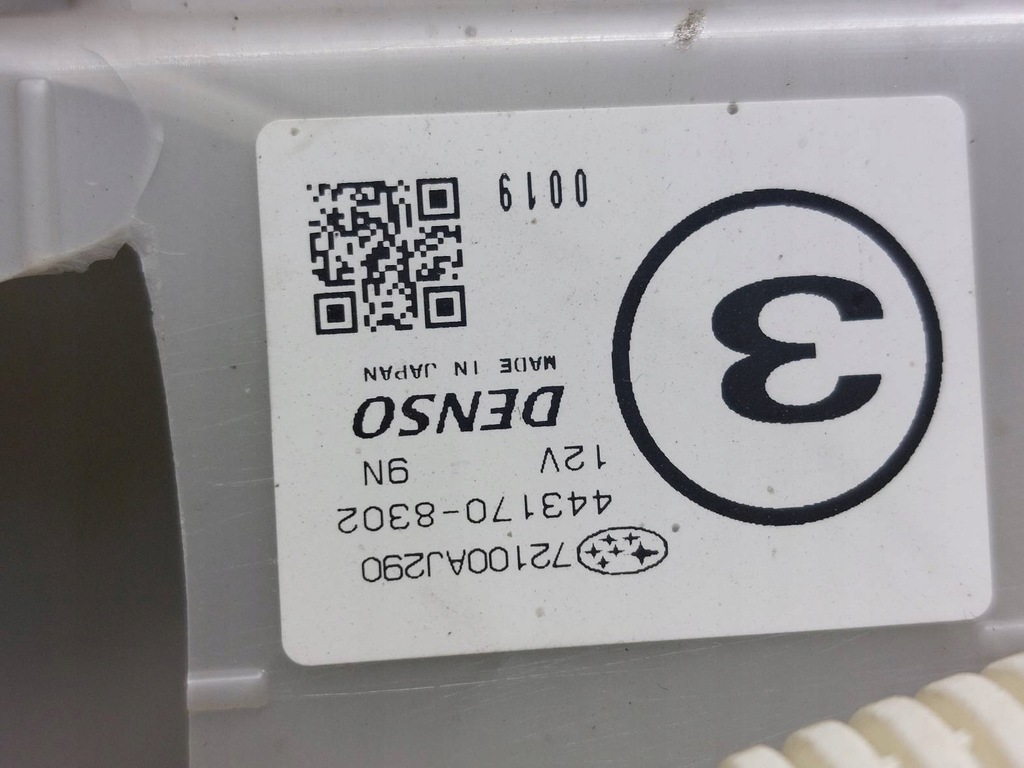 72100AJ290
443170-8302
12V 9N
DENSO
MADE IN JAPAN
3
0019